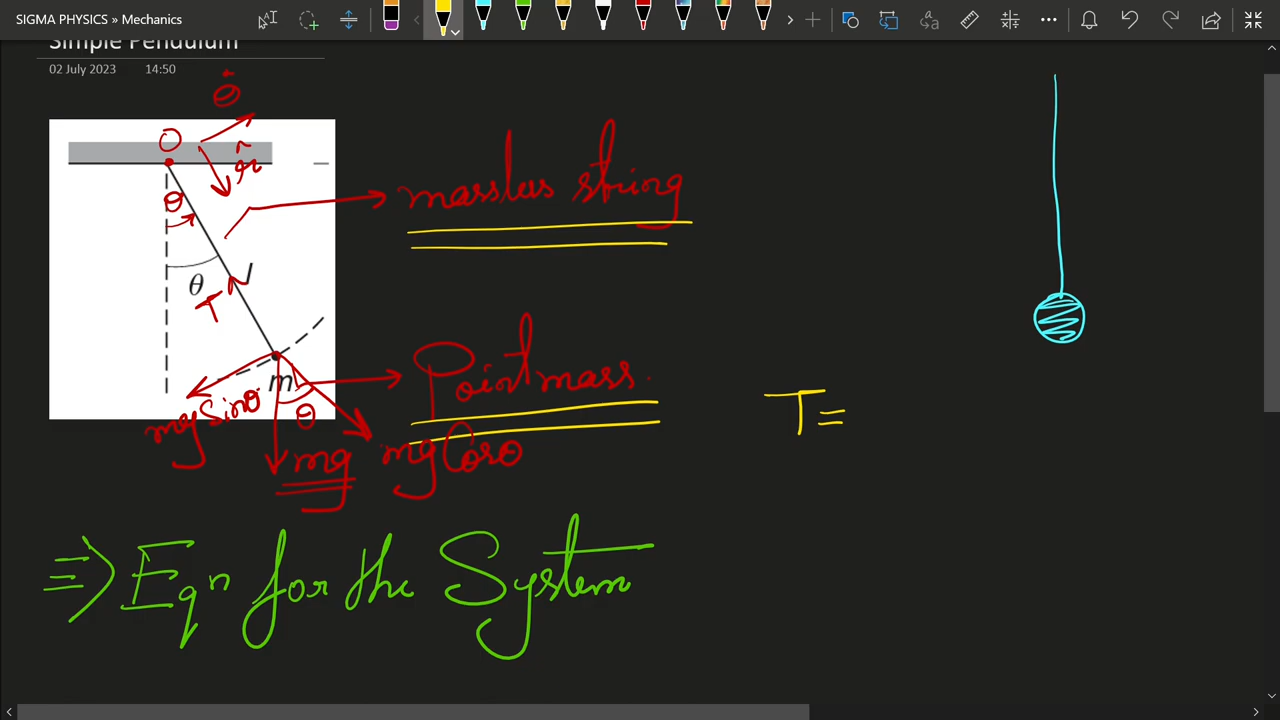 SIGMA PHYSICS » Mechanics
Simple Pendulum
02 July 2023 14:50
θ̇
O
r̂
θ
massless string
θ
l
T
m
Point mass.
mg Sinθ
θ
T=
mg
mg Cosθ
⇒ Eqⁿ for the System